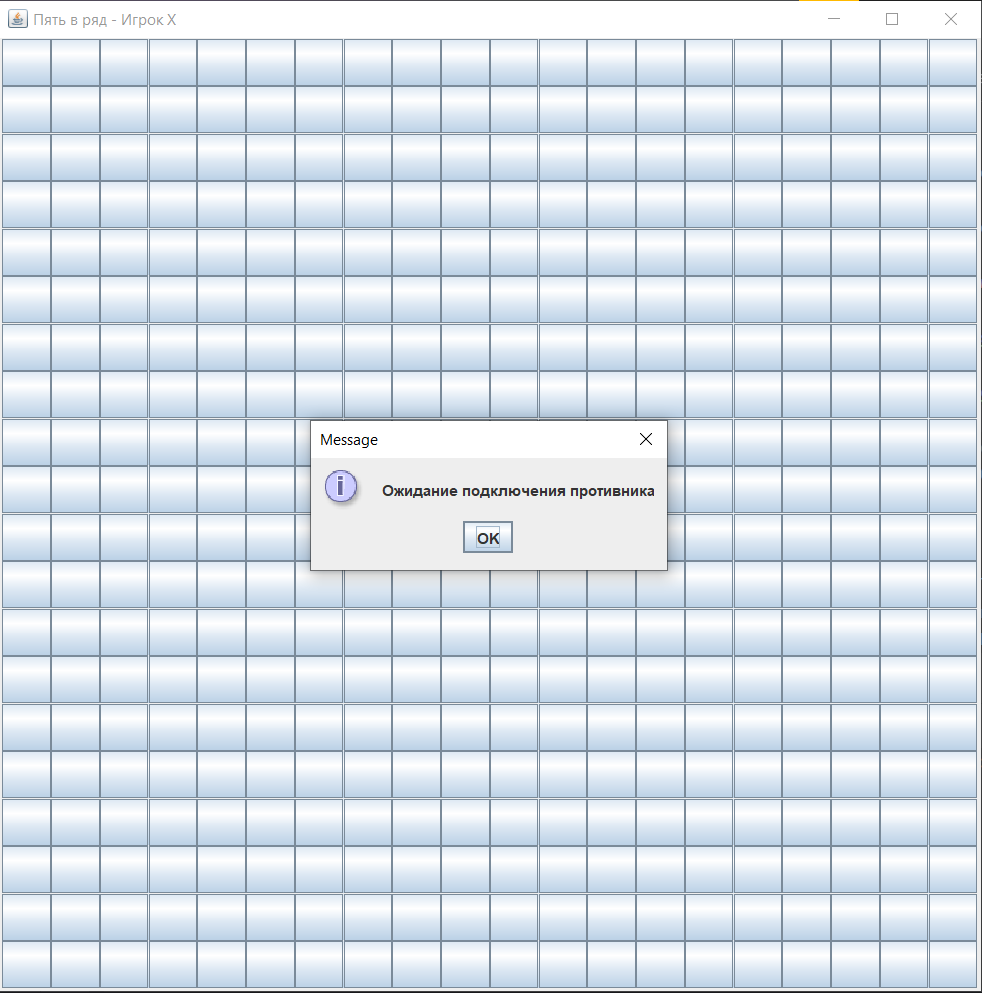 Пять в ряд - Игрок X
Message
Ожидание подключения противника
OK